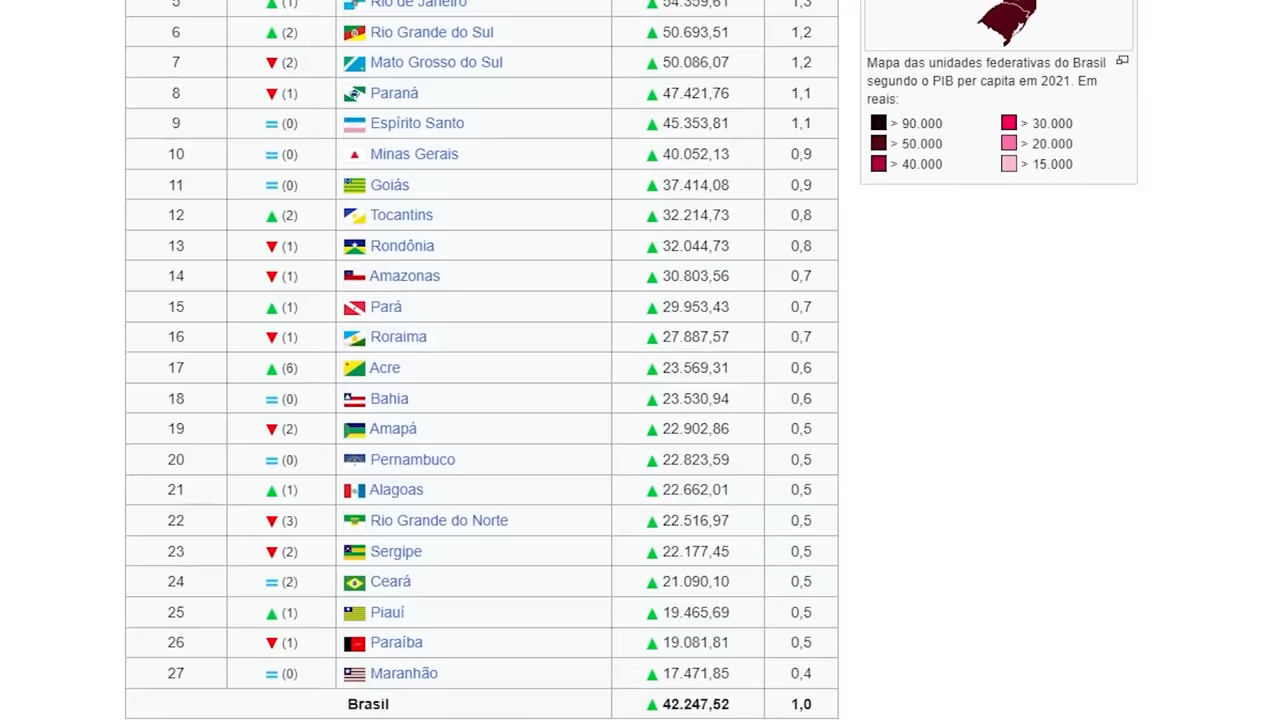 5 ▲ (1) Rio de Janeiro ▲ 54.359,61 1,3
6 ▲ (2) Rio Grande do Sul ▲ 50.693,51 1,2
7 ▼ (2) Mato Grosso do Sul ▲ 50.086,07 1,2
8 ▼ (1) Paraná ▲ 47.421,76 1,1
9 = (0) Espírito Santo ▲ 45.353,81 1,1
10 = (0) Minas Gerais ▲ 40.052,13 0,9
11 = (0) Goiás ▲ 37.414,08 0,9
12 ▲ (2) Tocantins ▲ 32.214,73 0,8
13 ▼ (1) Rondônia ▲ 32.044,73 0,8
14 ▼ (1) Amazonas ▲ 30.803,56 0,7
15 ▲ (1) Pará ▲ 29.953,43 0,7
16 ▼ (1) Roraima ▲ 27.887,57 0,7
17 ▲ (6) Acre ▲ 23.569,31 0,6
18 = (0) Bahia ▲ 23.530,94 0,6
19 ▼ (2) Amapá ▲ 22.902,86 0,5
20 = (0) Pernambuco ▲ 22.823,59 0,5
21 ▲ (1) Alagoas ▲ 22.662,01 0,5
22 ▼ (3) Rio Grande do Norte ▲ 22.516,97 0,5
23 ▼ (2) Sergipe ▲ 22.177,45 0,5
24 = (2) Ceará ▲ 21.090,10 0,5
25 ▲ (1) Piauí ▲ 19.465,69 0,5
26 ▼ (1) Paraíba ▲ 19.081,81 0,5
27 = (0) Maranhão ▲ 17.471,85 0,4
Brasil ▲ 42.247,52 1,0
Mapa das unidades federativas do Brasil
segundo o PIB per capita em 2021. Em
reais:
> 90.000 > 30.000
> 50.000 > 20.000
> 40.000 > 15.000